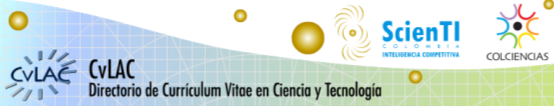 CVLAC
CvLAC
Directorio de Currículum Vitae en Ciencia y Tecnología
ScienTI
COLOMBIA
INTELIGENCIA COMPETITIVA
COLCIENCIAS